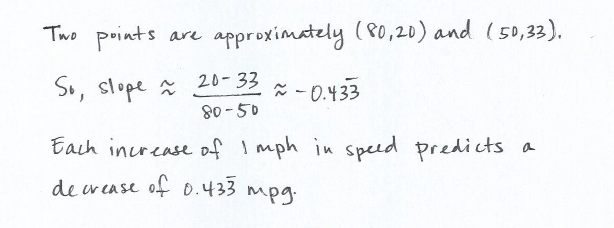 Two points are approximately (80,20) and (50,33).
So, slope ≈ 20-33 / 80-50 ≈ -0.433̅
Each increase of 1 mph in speed predicts a
decrease of 0.433̅ mpg.